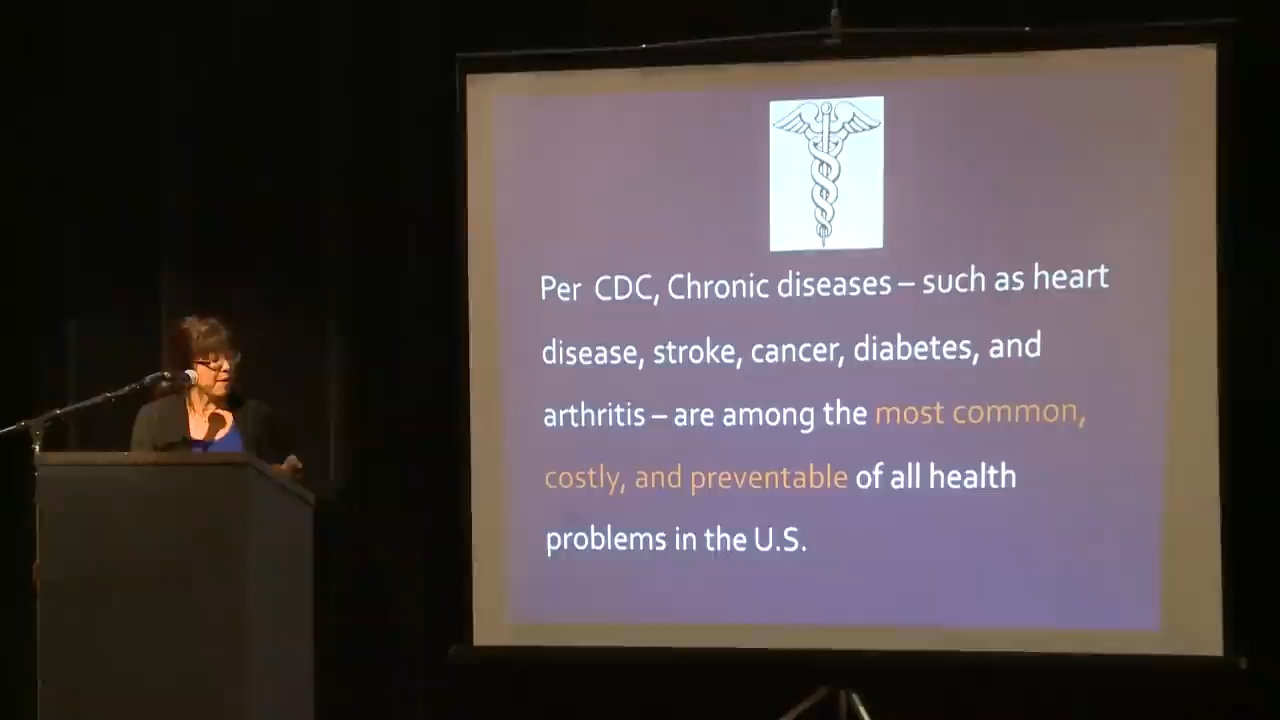 Per CDC, Chronic diseases – such as heart
disease, stroke, cancer, diabetes, and
arthritis – are among the most common,
costly, and preventable of all health
problems in the U.S.